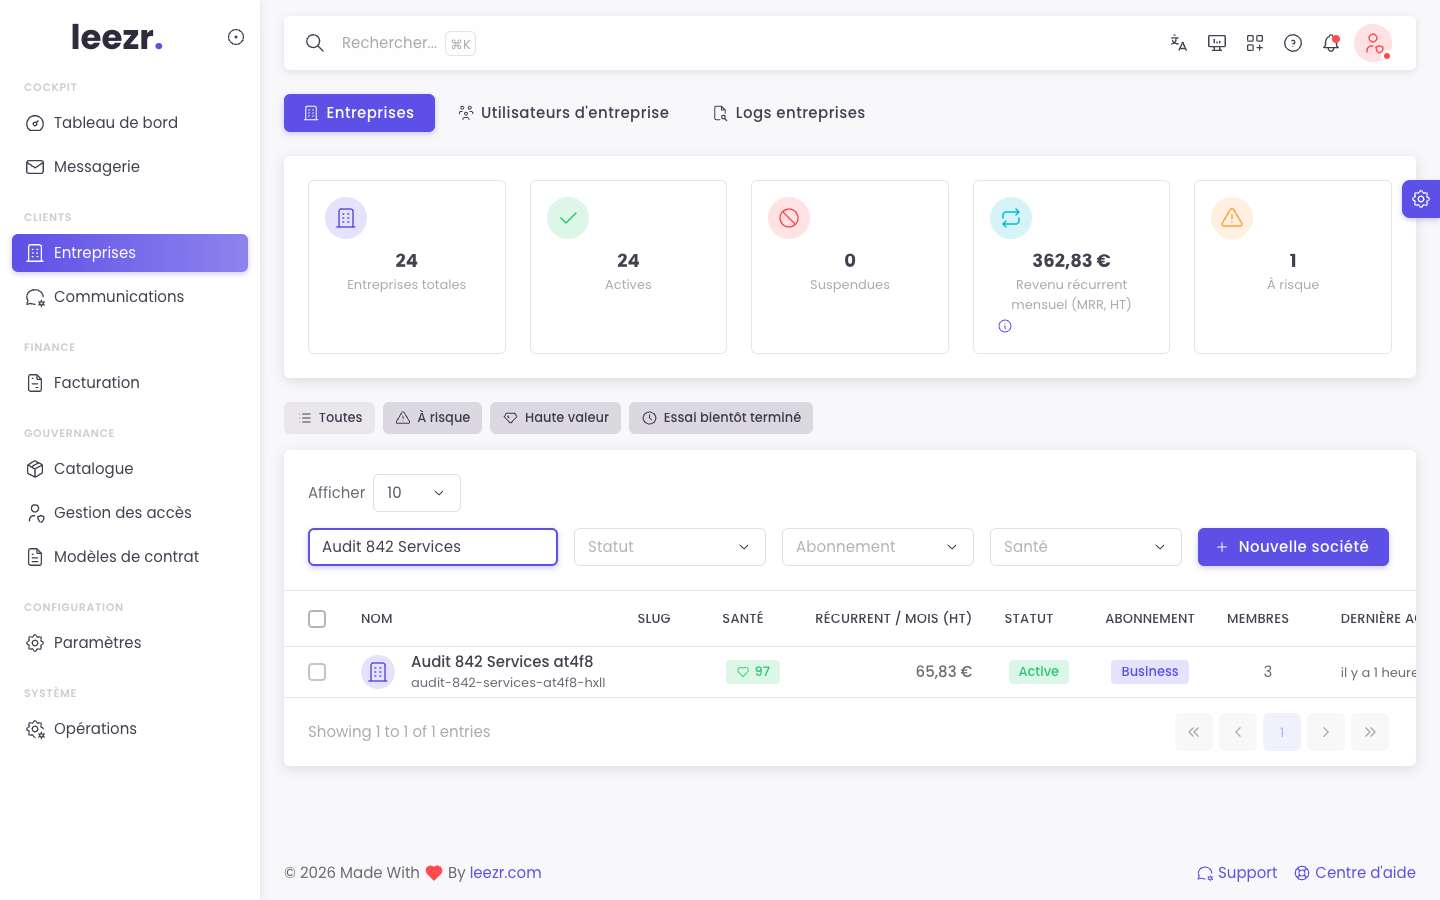 leezr.
Rechercher... ⌘K
COCKPIT
Tableau de bord
Messagerie
CLIENTS
Entreprises
Communications
FINANCE
Facturation
GOUVERNANCE
Catalogue
Gestion des accès
Modèles de contrat
CONFIGURATION
Paramètres
SYSTÈME
Opérations
Entreprises Utilisateurs d'entreprise Logs entreprises
24
Entreprises totales
24
Actives
0
Suspendues
362,83 €
Revenu récurrent
mensuel (MRR, HT)
1
À risque
Toutes À risque Haute valeur Essai bientôt terminé
Afficher 10
Audit 842 Services Statut Abonnement Santé + Nouvelle société
NOM SLUG SANTÉ RÉCURRENT / MOIS (HT) STATUT ABONNEMENT MEMBRES DERNIÈRE
Audit 842 Services at4f8
audit-842-services-at4f8-hxll
97 65,83 € Active Business 3 il y a 1 heure
Showing 1 to 1 of 1 entries
1
© 2026 Made With ❤ By leezr.com
Support Centre d'aide